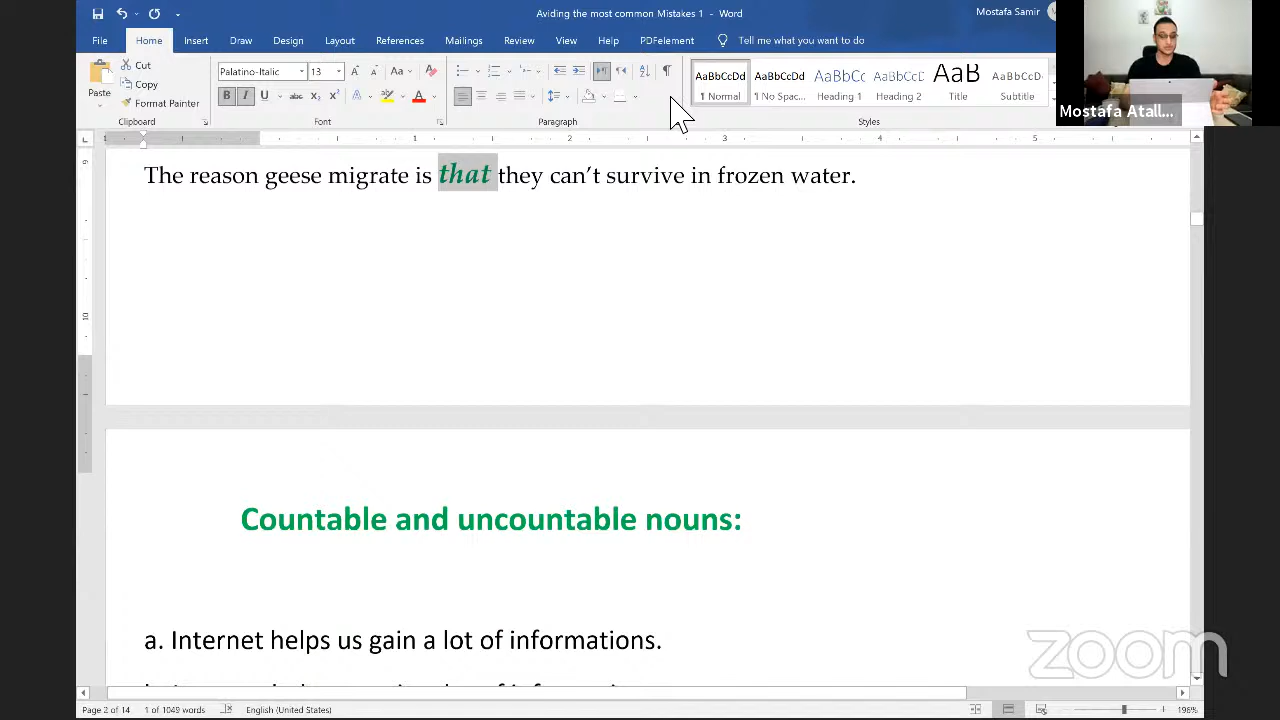 Aviding the most common Mistakes 1 - Word
Mostafa Samir
File Home Insert Draw Design Layout References Mailings Review View Help PDFelement Tell me what you want to do
Paste
Cut
Copy
Format Painter
Clipboard
Palatino-Italic 13
Font
Paragraph
AaBbCcDd AaBbCcDc AaBbCc AaBbCcC AaB AaBbCcD
¶ Normal ¶ No Spac... Heading 1 Heading 2 Title Subtitle
Styles
Mostafa Atall...
The reason geese migrate is that they can’t survive in frozen water.
Countable and uncountable nouns:
a. Internet helps us gain a lot of informations.
zoom
Page 2 of 14 1 of 1049 words English (United States) 196%